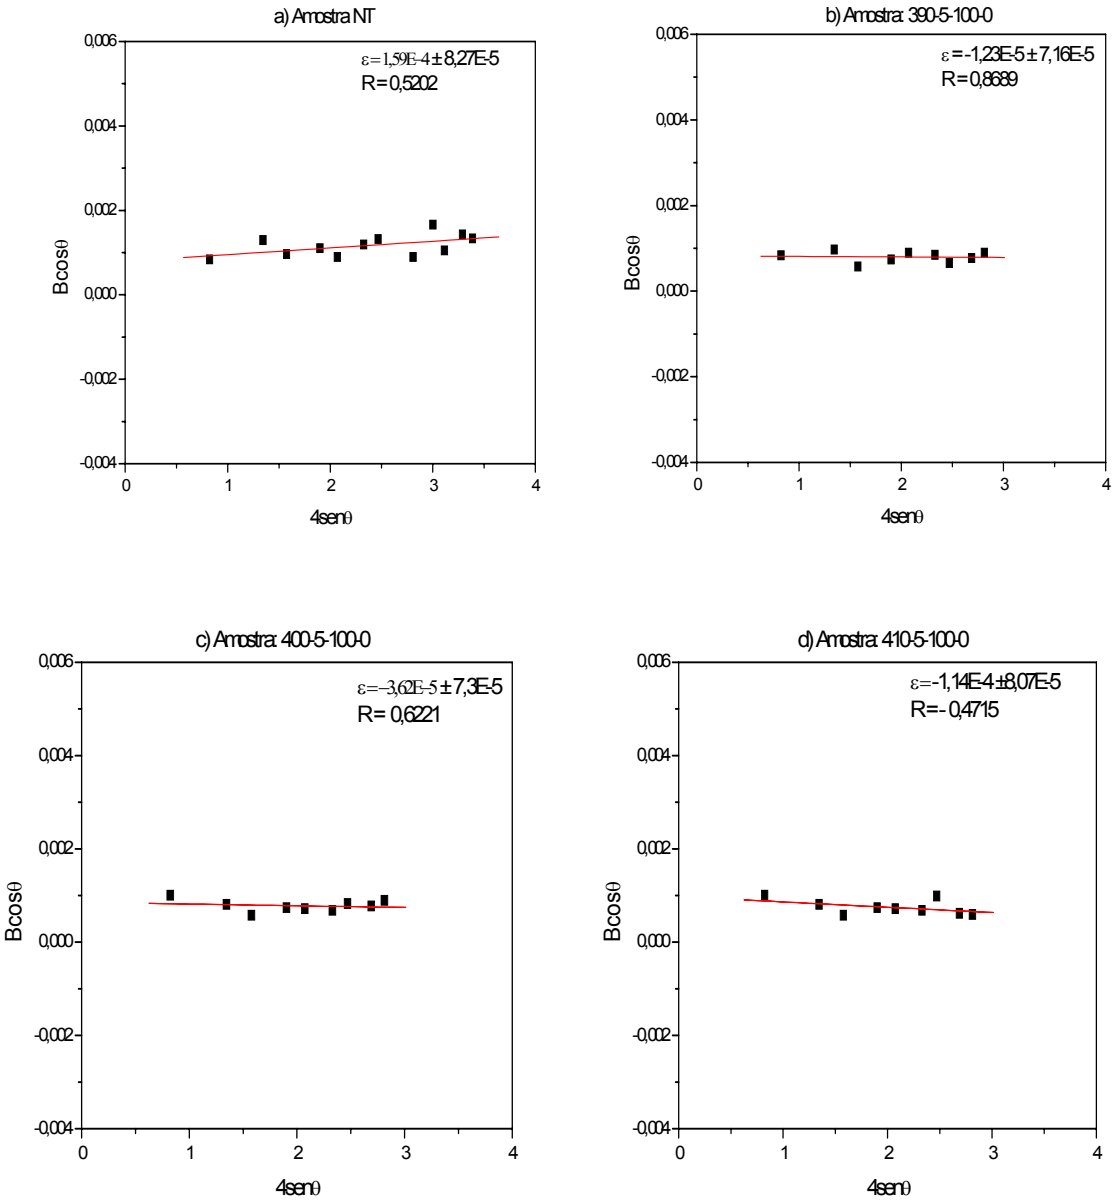 a) Amostra NT
ε=1,59E-4±8,27E-5
R=0,5202
0,006
0,004
0,002
0,000
-0,002
-0,004
Bcosθ
0 1 2 3 4
4senθ
b) Amostra: 390-5-100-0
ε=-1,23E-5±7,16E-5
R=0,8689
0,006
0,004
0,002
0,000
-0,002
-0,004
Bcosθ
0 1 2 3 4
4senθ
c) Amostra: 400-5-100-0
ε=-3,62E-5±7,3E-5
R= 0,6221
0,006
0,004
0,002
0,000
-0,002
-0,004
Bcosθ
0 1 2 3 4
4senθ
d) Amostra: 410-5-100-0
ε=-1,14E-4±8,07E-5
R=-0,4715
0,006
0,004
0,002
0,000
-0,002
-0,004
Bcosθ
0 1 2 3 4
4senθ